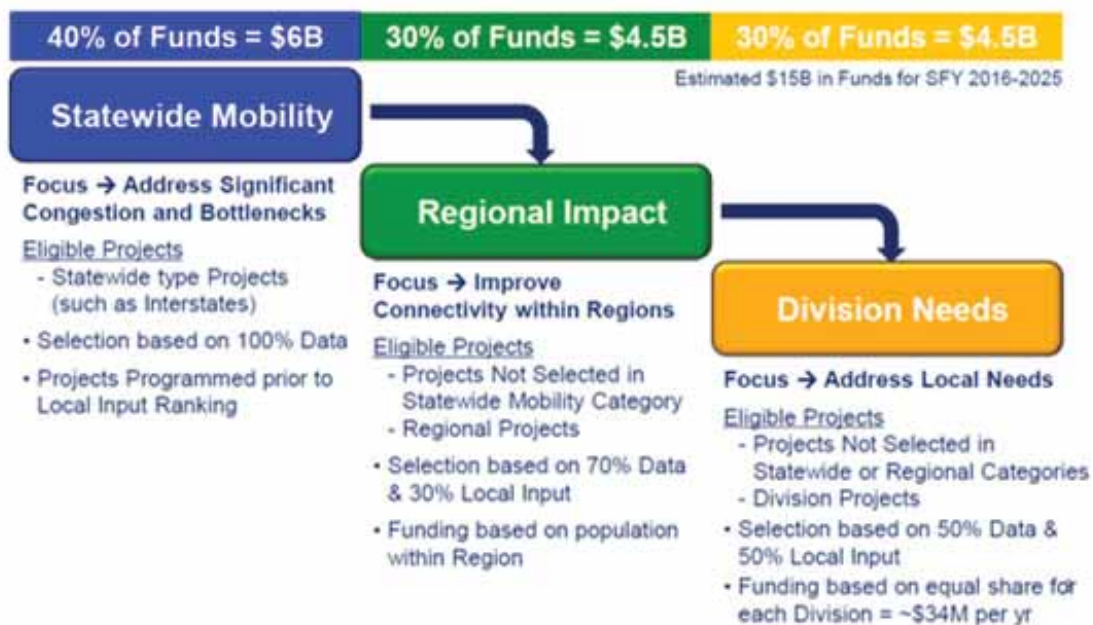 40% of Funds = $6B
30% of Funds = $4.5B
30% of Funds = $4.5B
Estimated $15B in Funds for SFY 2016-2025
Statewide Mobility
Focus → Address Significant
Congestion and Bottlenecks
Eligible Projects
- Statewide type Projects
(such as Interstates)
• Selection based on 100% Data
• Projects Programmed prior to
Local Input Ranking
Regional Impact
Focus → Improve
Connectivity within Regions
Eligible Projects
- Projects Not Selected in
Statewide Mobility Category
- Regional Projects
• Selection based on 70% Data
& 30% Local Input
• Funding based on population
within Region
Division Needs
Focus → Address Local Needs
Eligible Projects
- Projects Not Selected in
Statewide or Regional Categories
- Division Projects
• Selection based on 50% Data &
50% Local Input
• Funding based on equal share for
each Division = ~$34M per yr